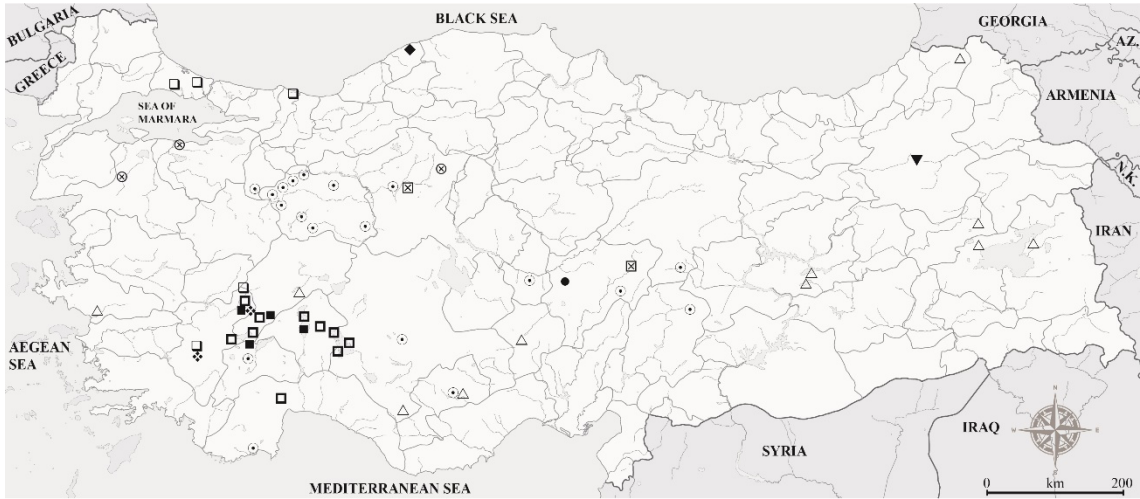 BLACK SEA
BULGARIA
GREECE
GEORGIA
AZ.
ARMENIA
SEA OF
MARMARA
N.K.
IRAN
AEGEAN
SEA
IRAQ
SYRIA
MEDITERRANEAN SEA
N
W
E
S
0 km 200